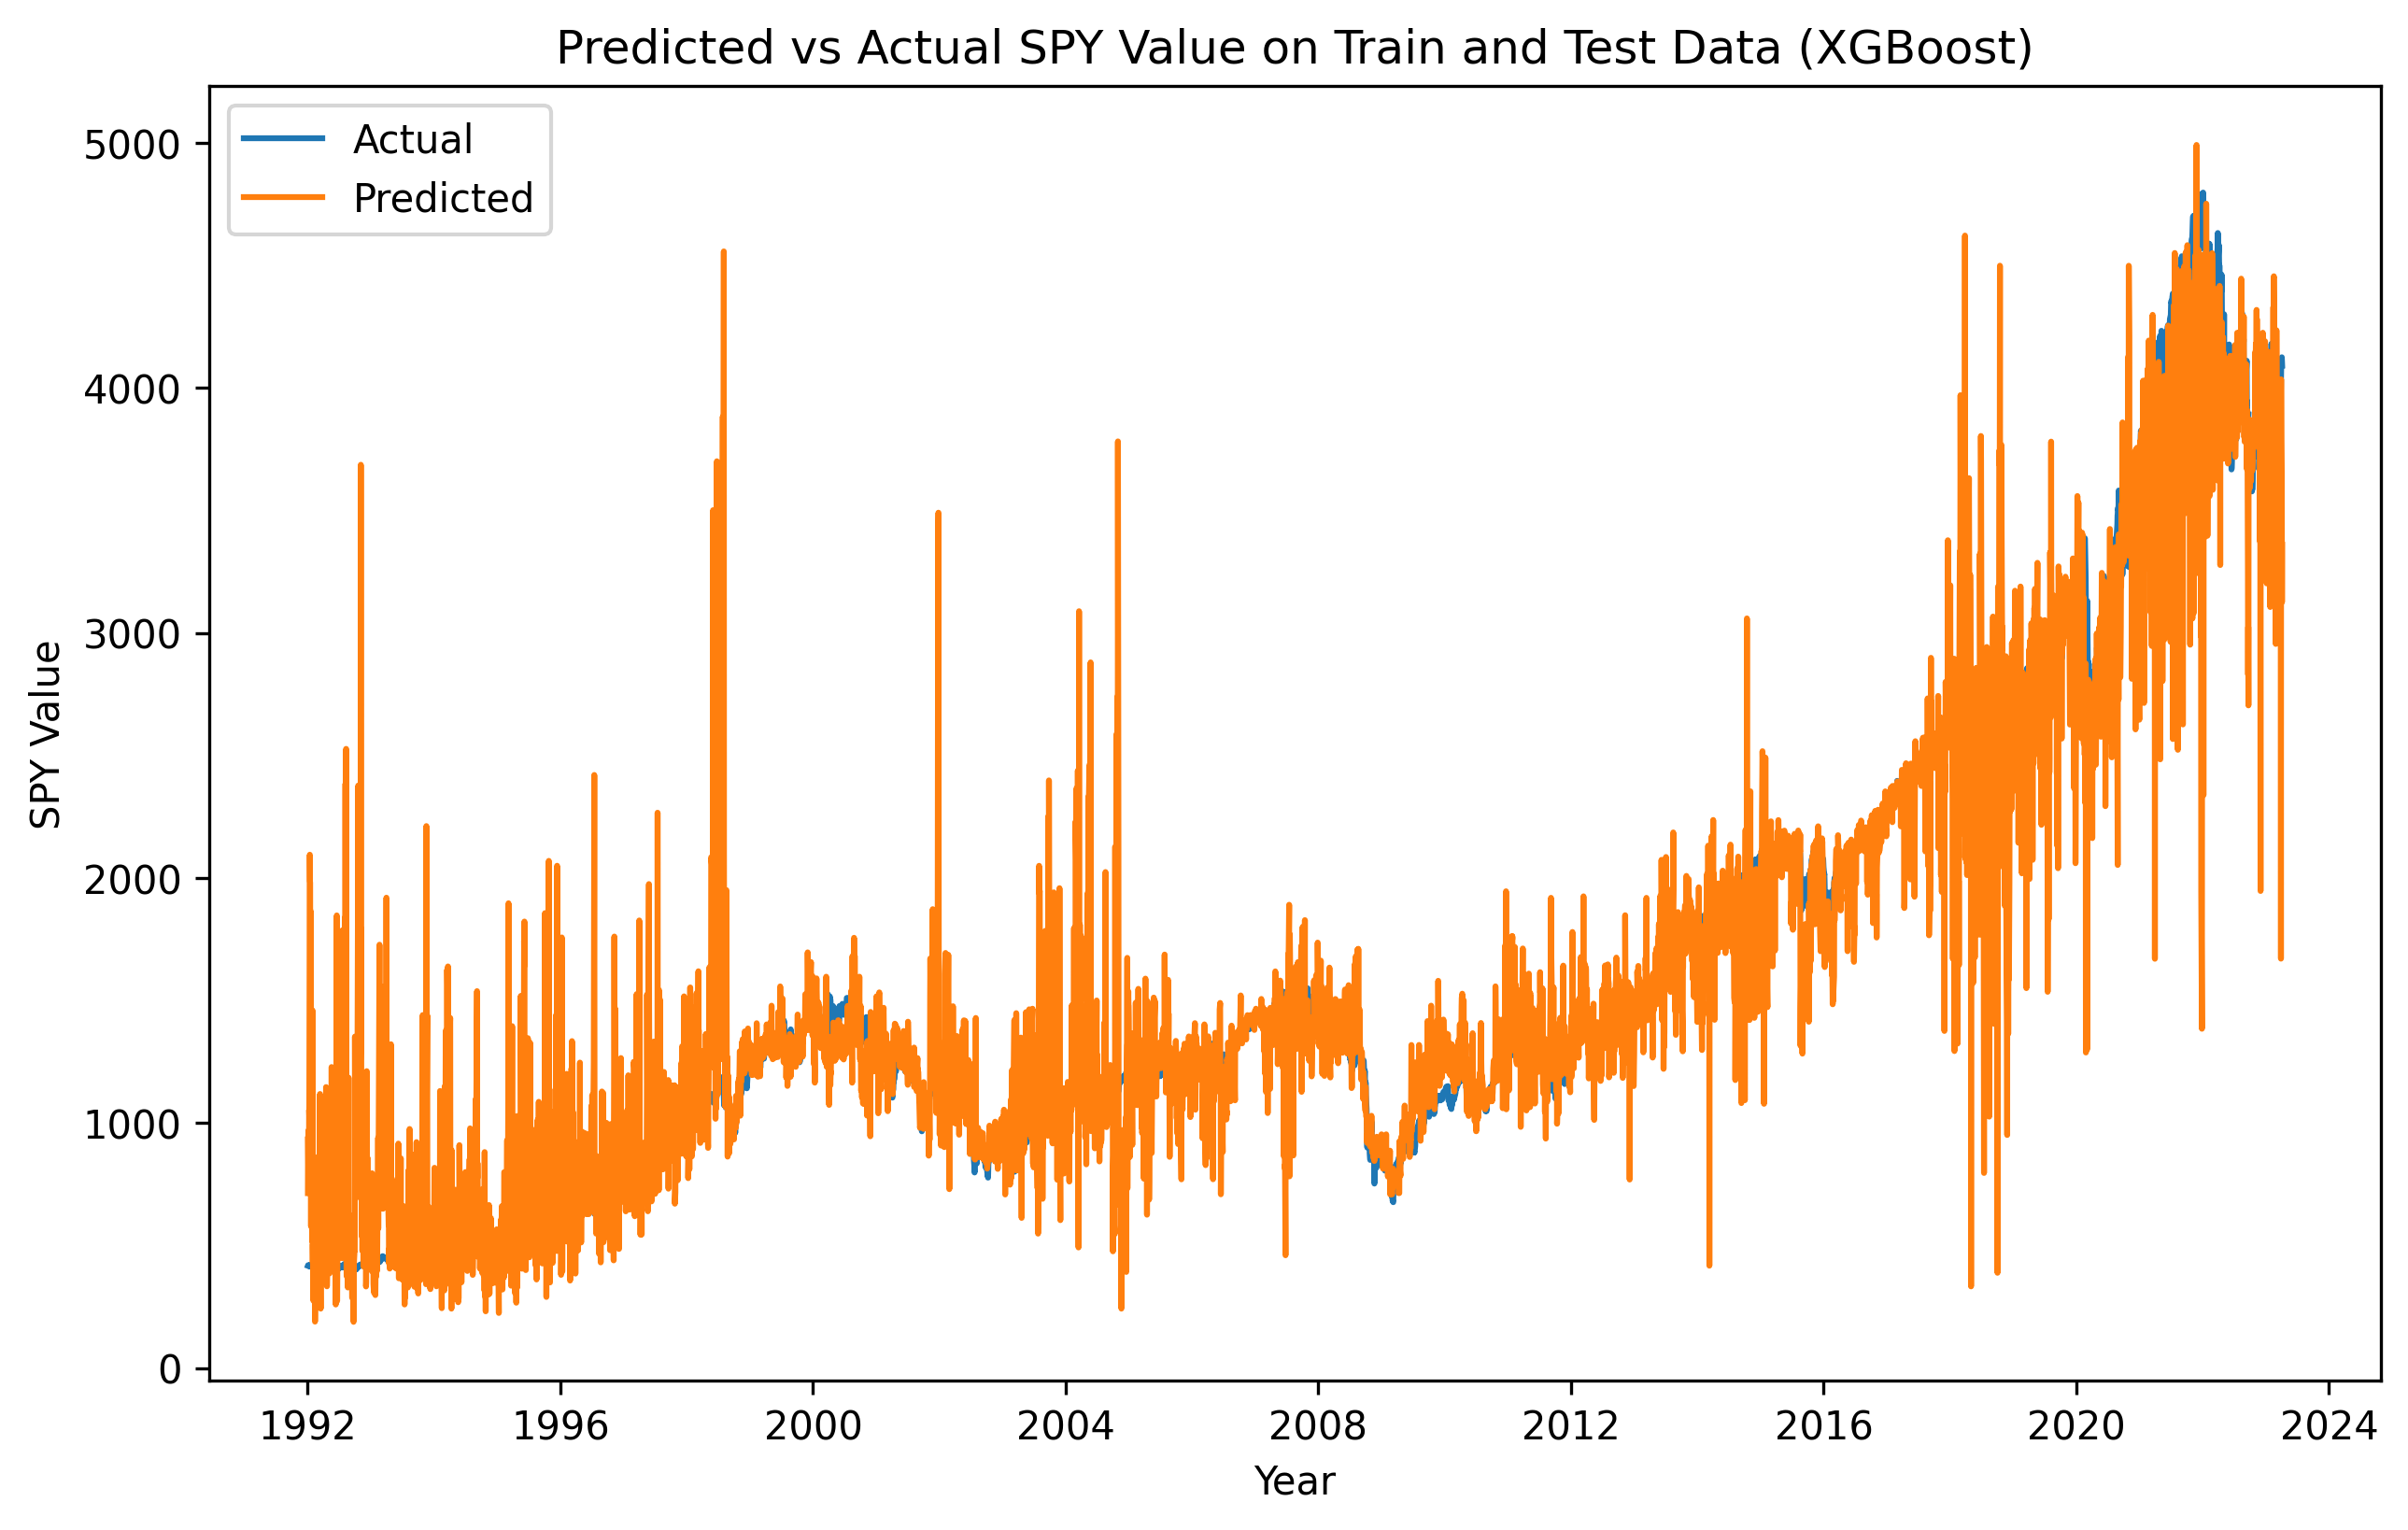 Predicted vs Actual SPY Value on Train and Test Data (XGBoost)
Actual
Predicted
5000
4000
3000
2000
1000
0
SPY Value
1992 1996 2000 2004 2008 2012 2016 2020 2024
Year